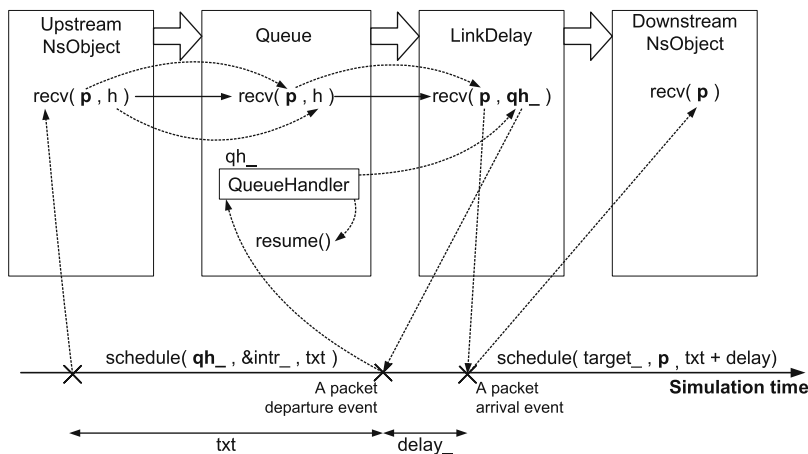 Upstream
NsObject
Queue
LinkDelay
Downstream
NsObject
recv( p , h )
recv( p , h )
recv( p , qh_ )
recv( p )
qh_
QueueHandler
resume()
schedule( qh_ , &intr_ , txt)
schedule( target_ , p , txt + delay)
A packet
departure event
A packet
arrival event
Simulation time
txt
delay_